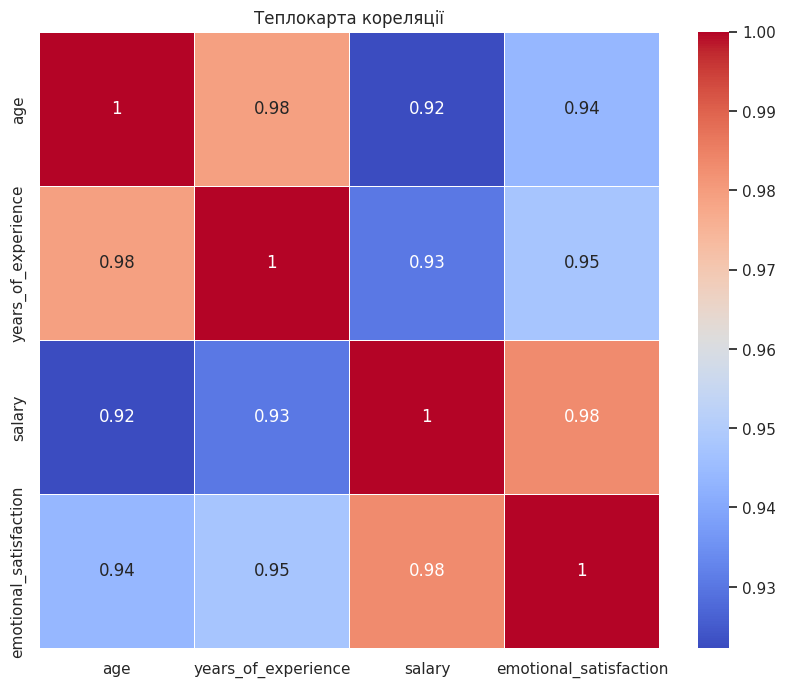 Теплокарта кореляції
age
1
0.98
0.92
0.94
years_of_experience
0.98
1
0.93
0.95
salary
0.92
0.93
1
0.98
emotional_satisfaction
0.94
0.95
0.98
1
age
years_of_experience
salary
emotional_satisfaction
1.00
0.99
0.98
0.97
0.96
0.95
0.94
0.93